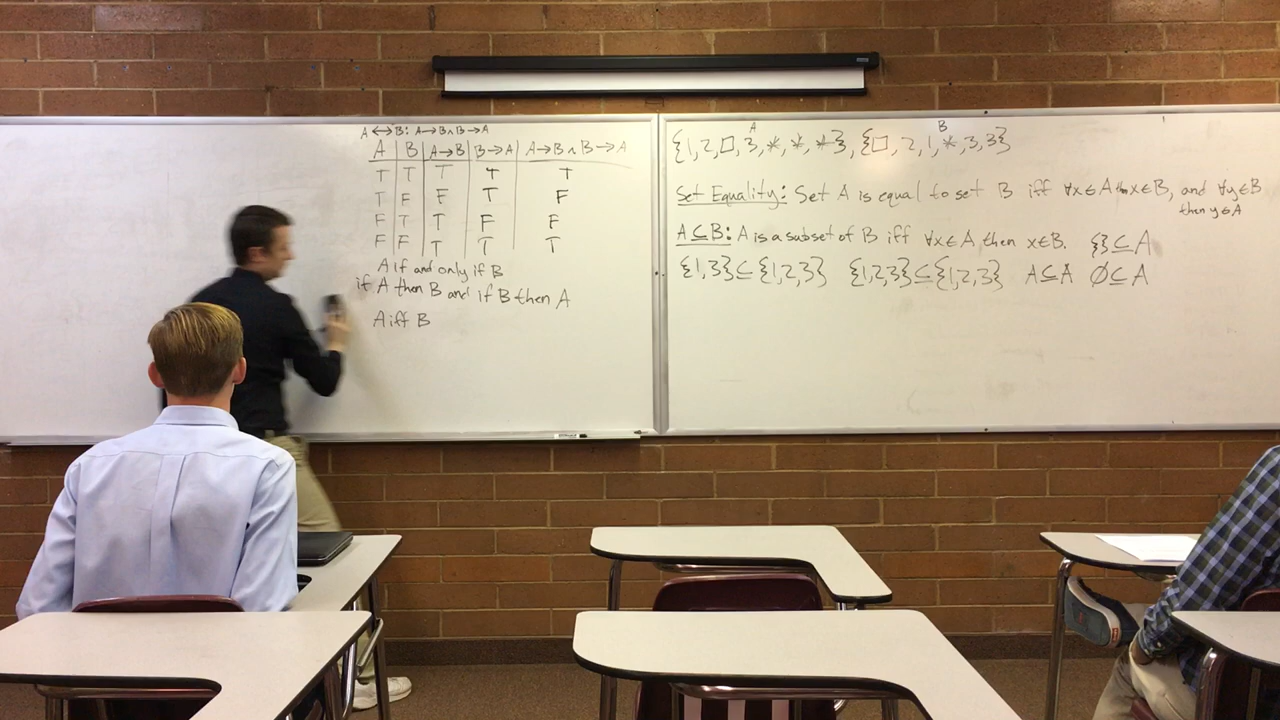 A ↔ B: A→B∧B→A
A B A→B B→A A→B ∧ B→A
T T T T T
T F F T F
F T T F F
F F T T T
A if and only if B
if A then B and if B then A
A iff B
A B
{1,2,□,3,*,*,*3}, {□,2,1,*,3,3}
Set Equality: Set A is equal to set B iff ∀x∈A then x∈B, and ∀y∈B
then y∈A
A⊆B: A is a subset of B iff ∀x∈A, then x∈B. {}⊆A
{1,3}⊆{1,2,3} {1,2,3}⊆{1,2,3} A⊆A ∅⊆A